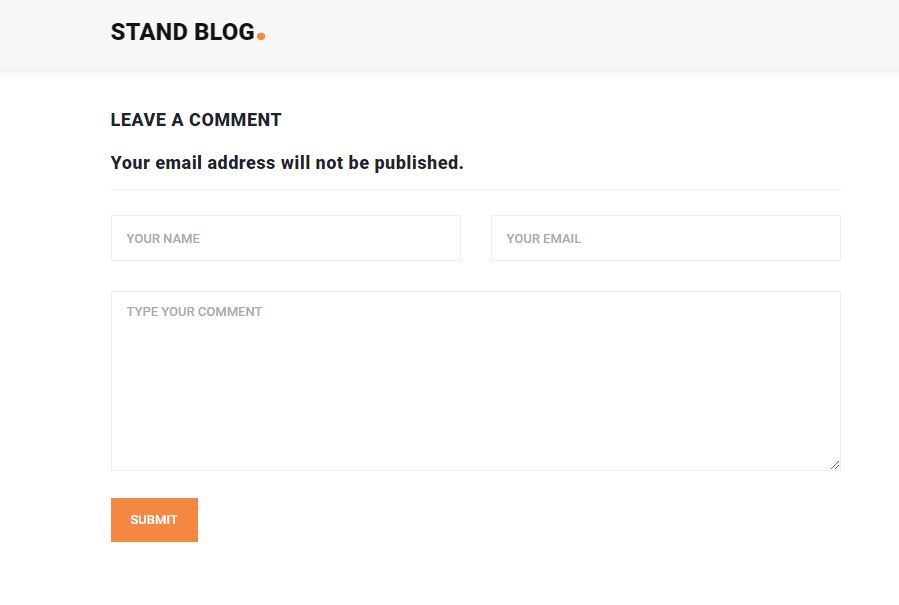 STAND BLOG.
LEAVE A COMMENT
Your email address will not be published.
YOUR NAME
YOUR EMAIL
TYPE YOUR COMMENT
SUBMIT